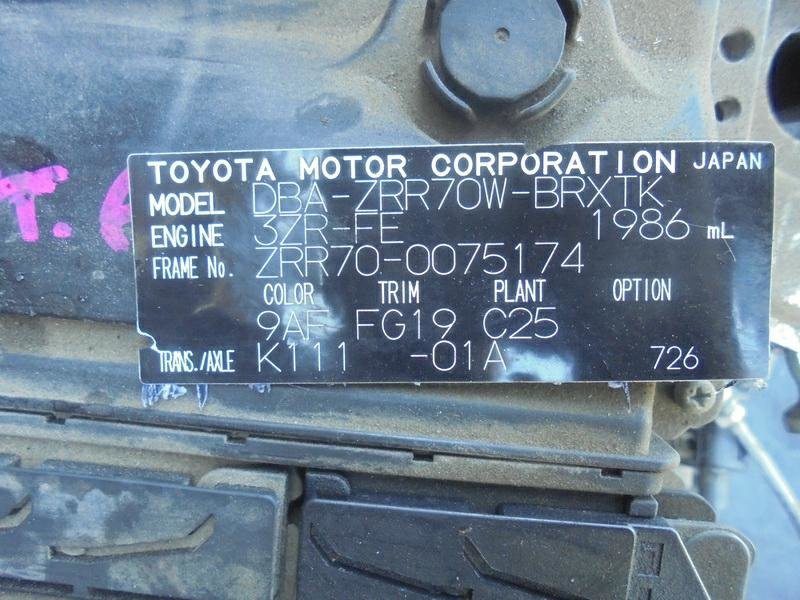 TOYOTA MOTOR CORPORATION JAPAN
MODEL DBA-ZRR70W-BRXTK
ENGINE 3ZR-FE 1986 mL
FRAME No. ZRR70-0075174
COLOR TRIM PLANT OPTION
9AF FG19 C25
TRANS./AXLE K111 -01A 726